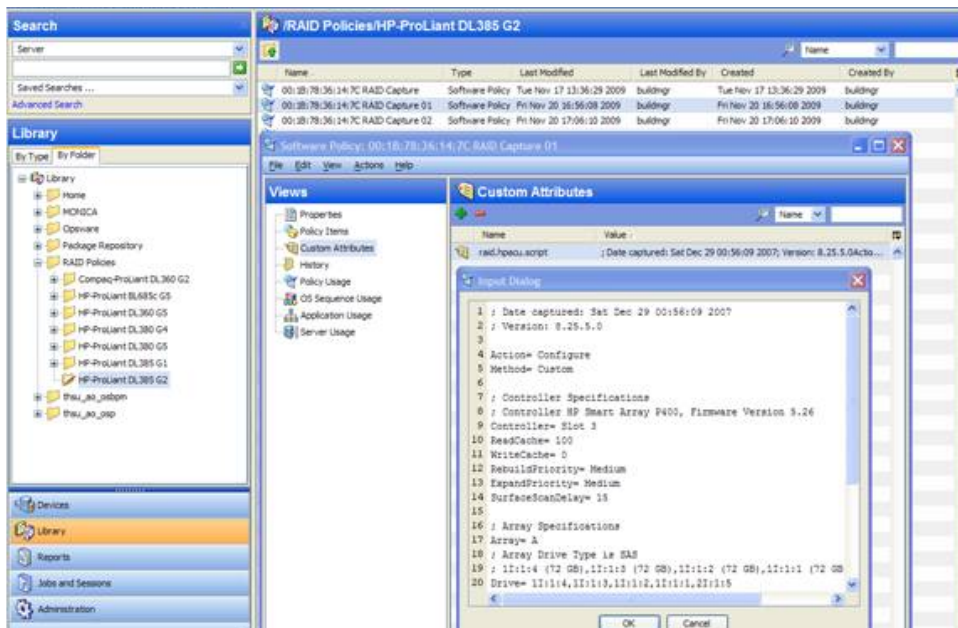 Search
Server
Saved Searches ...
Advanced Search
Library
By Type
By Folder
Library
Home
MONICA
Opsware
Package Repository
RAID Policies
Compaq-ProLiant DL360 G2
HP-ProLiant BL685c G5
HP-ProLiant DL360 G5
HP-ProLiant DL380 G4
HP-ProLiant DL380 G5
HP-ProLiant DL385 G1
HP-ProLiant DL385 G2
thsu_ao_osbpm
thsu_ao_osp
Devices
Library
Reports
Jobs and Sessions
Administration
/RAID Policies/HP-ProLiant DL385 G2
Name
Name Type Last Modified Last Modified By Created Created By
00:1B:78:36:14:7C RAID Capture Software Policy Tue Nov 17 13:36:29 2009 buildmgr Tue Nov 17 13:36:29 2009 buildmgr
00:1B:78:36:14:7C RAID Capture 01 Software Policy Fri Nov 20 16:56:08 2009 buildmgr Fri Nov 20 16:56:08 2009 buildmgr
00:1B:78:36:14:7C RAID Capture 02 Software Policy Fri Nov 20 17:06:10 2009 buildmgr Fri Nov 20 17:06:10 2009 buildmgr
Software Policy: 00:1B:78:36:14:7C RAID Capture 01
File Edit View Actions Help
Views
Properties
Policy Items
Custom Attributes
History
Policy Usage
OS Sequence Usage
Application Usage
Server Usage
Custom Attributes
Name
Name Value
raid.hpacu.script ; Date captured: Sat Dec 29 00:56:09 2007; Version: 8.25.5.0Actio...
Input Dialog
1 ; Date captured: Sat Dec 29 00:56:09 2007
2 ; Version: 8.25.5.0
3
4 Action= Configure
5 Method= Custom
6
7 ; Controller Specifications
8 ; Controller HP Smart Array P400, Firmware Version 5.26
9 Controller= Slot 3
10 ReadCache= 100
11 WriteCache= 0
12 RebuildPriority= Medium
13 ExpandPriority= Medium
14 SurfaceScanDelay= 15
15
16 ; Array Specifications
17 Array= A
18 ; Array Drive Type is SAS
19 ; 1I:1:4 (72 GB),1I:1:3 (72 GB),1I:1:2 (72 GB),1I:1:1 (72 GB
20 Drive= 1I:1:4,1I:1:3,1I:1:2,1I:1:1,2I:1:5
OK Cancel